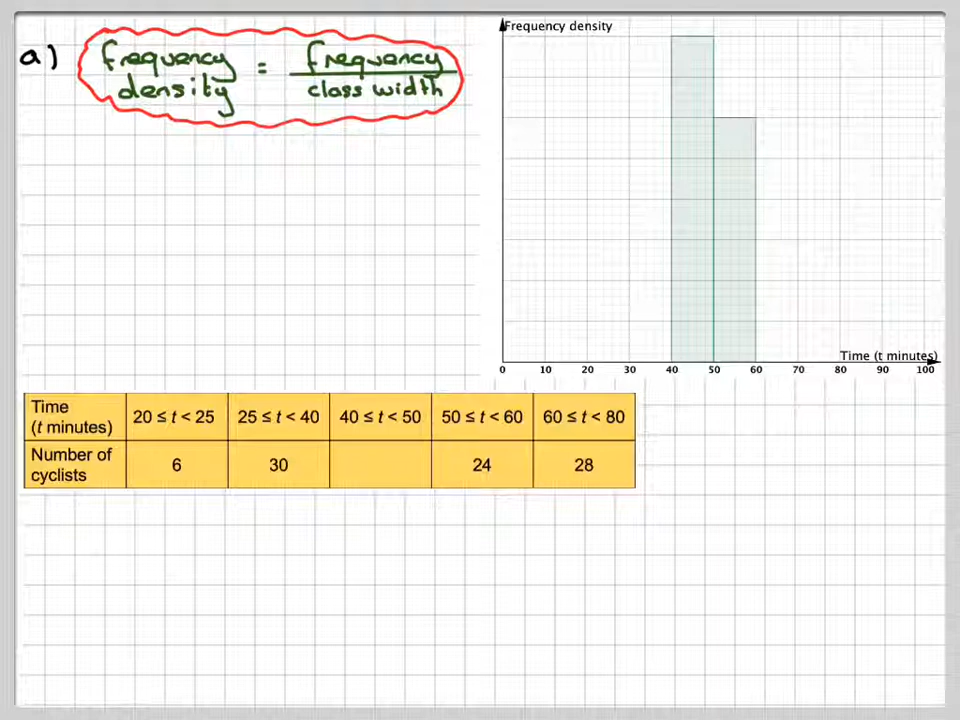 a) frequency density = frequency / class width
Frequency density
Time (t minutes)
0 10 20 30 40 50 60 70 80 90 100
Time (t minutes) 20 ≤ t < 25 25 ≤ t < 40 40 ≤ t < 50 50 ≤ t < 60 60 ≤ t < 80
Number of cyclists 6 30 24 28